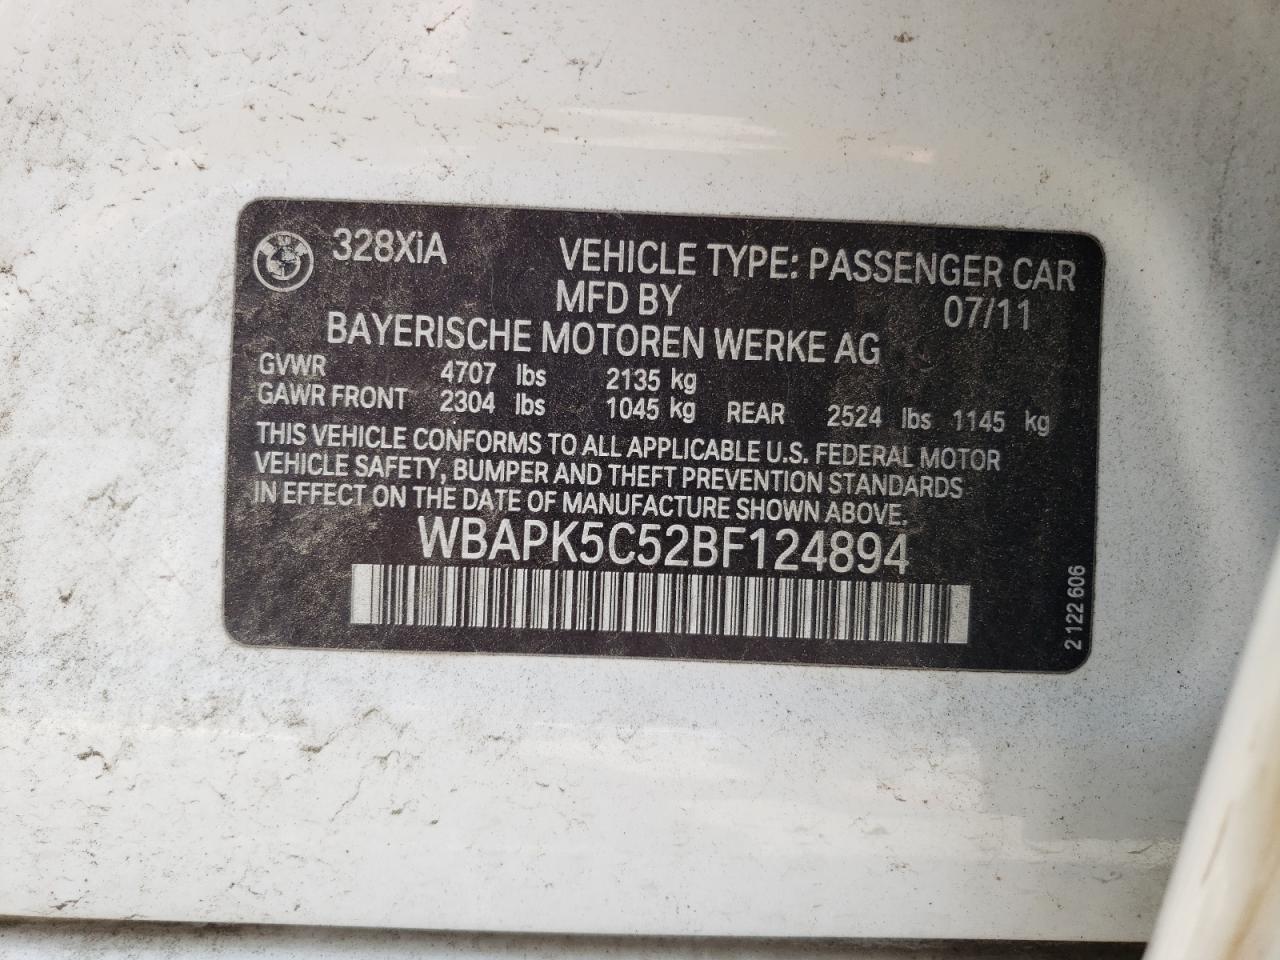 328XiA VEHICLE TYPE: PASSENGER CAR
MFD BY 07/11
BAYERISCHE MOTOREN WERKE AG
GVWR 4707 lbs 2135 kg
GAWR FRONT 2304 lbs 1045 kg REAR 2524 lbs 1145 kg
THIS VEHICLE CONFORMS TO ALL APPLICABLE U.S. FEDERAL MOTOR
VEHICLE SAFETY, BUMPER AND THEFT PREVENTION STANDARDS
IN EFFECT ON THE DATE OF MANUFACTURE SHOWN ABOVE.
WBAPK5C52BF124894
2 122 606